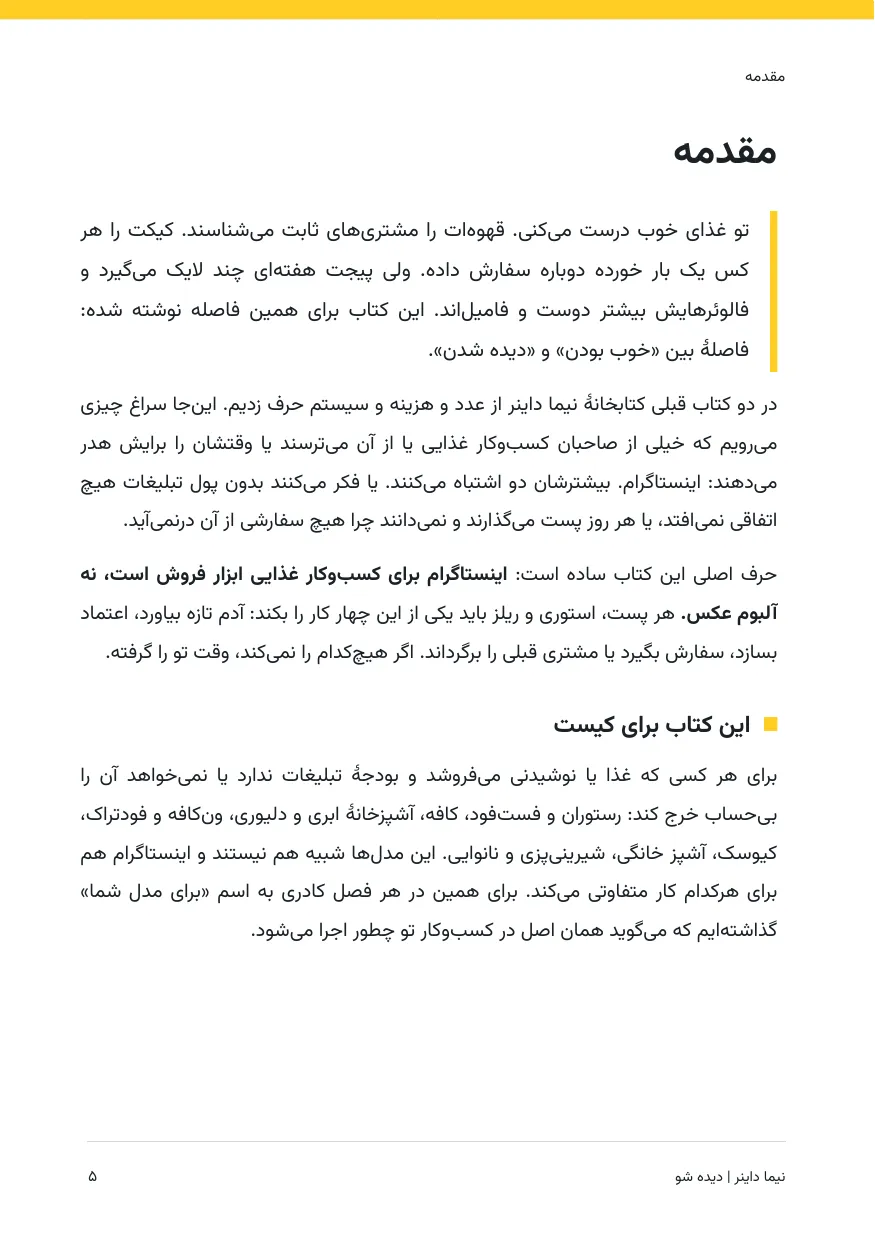 مقدمه
مقدمه
تو غذای خوب درست می‌کنی. قهوه‌ات را مشتری‌های ثابت می‌شناسند. کیکت را هر
کس یک بار خورده دوباره سفارش داده. ولی پیجت هفته‌ای چند لایک می‌گیرد و
فالوئرهایش بیشتر دوست و فامیل‌اند. این کتاب برای همین فاصله نوشته شده:
فاصلهٔ بین «خوب بودن» و «دیده شدن».
در دو کتاب قبلی کتابخانهٔ نیما داینر از عدد و هزینه و سیستم حرف زدیم. این‌جا سراغ چیزی
می‌رویم که خیلی از صاحبان کسب‌وکار غذایی یا از آن می‌ترسند یا وقتشان را برایش هدر
می‌دهند: اینستاگرام. بیشترشان دو اشتباه می‌کنند. یا فکر می‌کنند بدون پول تبلیغات هیچ
اتفاقی نمی‌افتد، یا هر روز پست می‌گذارند و نمی‌دانند چرا هیچ سفارشی از آن درنمی‌آید.
حرف اصلی این کتاب ساده است: اینستاگرام برای کسب‌وکار غذایی ابزار فروش است، نه
آلبوم عکس. هر پست، استوری و ریلز باید یکی از این چهار کار را بکند: آدم تازه بیاورد، اعتماد
بسازد، سفارش بگیرد یا مشتری قبلی را برگرداند. اگر هیچ‌کدام را نمی‌کند، وقت تو را گرفته.
این کتاب برای کیست
برای هر کسی که غذا یا نوشیدنی می‌فروشد و بودجهٔ تبلیغات ندارد یا نمی‌خواهد آن را
بی‌حساب خرج کند: رستوران و فست‌فود، کافه، آشپزخانهٔ ابری و دلیوری، ون‌کافه و فودتراک،
کیوسک، آشپز خانگی، شیرینی‌پزی و نانوایی. این مدل‌ها شبیه هم نیستند و اینستاگرام هم
برای هرکدام کار متفاوتی می‌کند. برای همین در هر فصل کادری به اسم «برای مدل شما»
گذاشته‌ایم که می‌گوید همان اصل در کسب‌وکار تو چطور اجرا می‌شود.
نیما داینر | دیده شو
۵